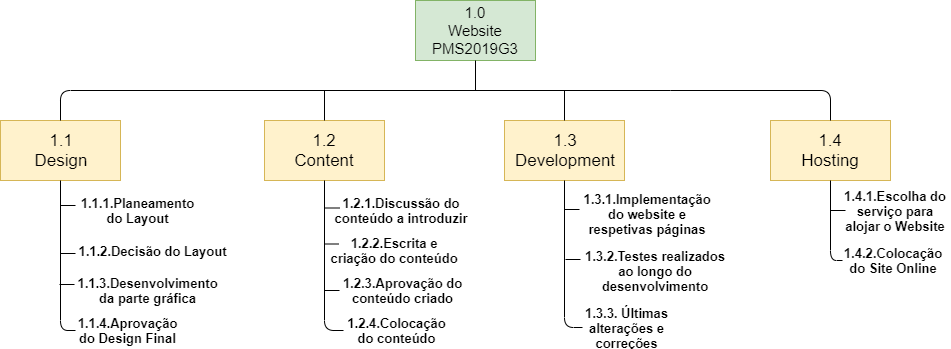 1.0
Website
PMS2019G3
1.1
Design
1.1.1.Planeamento
do Layout
1.1.2.Decisão do Layout
1.1.3.Desenvolvimento
da parte gráfica
1.1.4.Aprovação
do Design Final
1.2
Content
1.2.1.Discussão do
conteúdo a introduzir
1.2.2.Escrita e
criação do conteúdo
1.2.3.Aprovação do
conteúdo criado
1.2.4.Colocação
do conteúdo
1.3
Development
1.3.1.Implementação
do website e
respetivas páginas
1.3.2.Testes realizados
ao longo do
desenvolvimento
1.3.3. Últimas
alterações e
correções
1.4
Hosting
1.4.1.Escolha do
serviço para
alojar o Website
1.4.2.Colocação
do Site Online